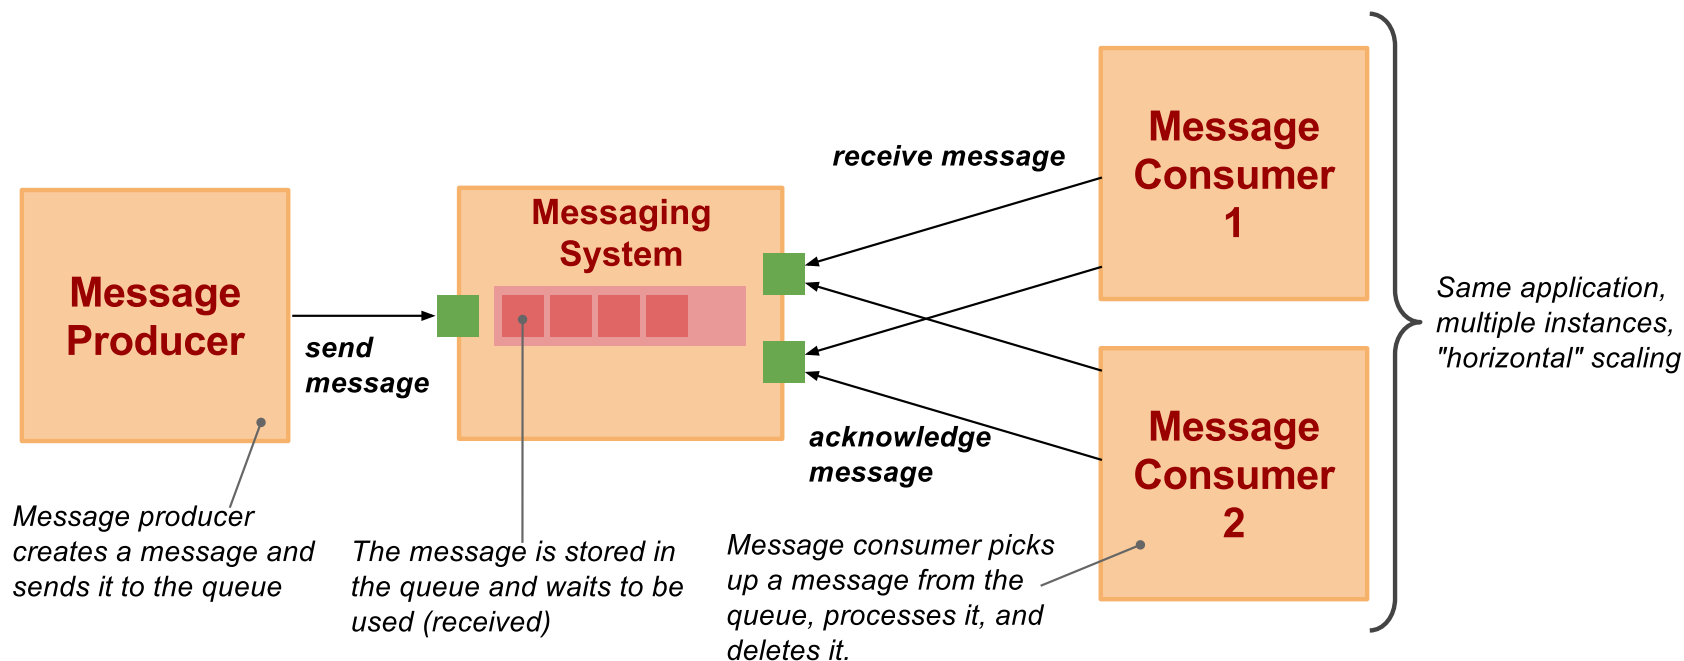 Message
Producer
send
message
Message producer
creates a message and
sends it to the queue
Messaging
System
The message is stored in
the queue and waits to be
used (received)
receive message
acknowledge
message
Message consumer picks
up a message from the
queue, processes it, and
deletes it.
Message
Consumer
1
Message
Consumer
2
Same application,
multiple instances,
"horizontal" scaling